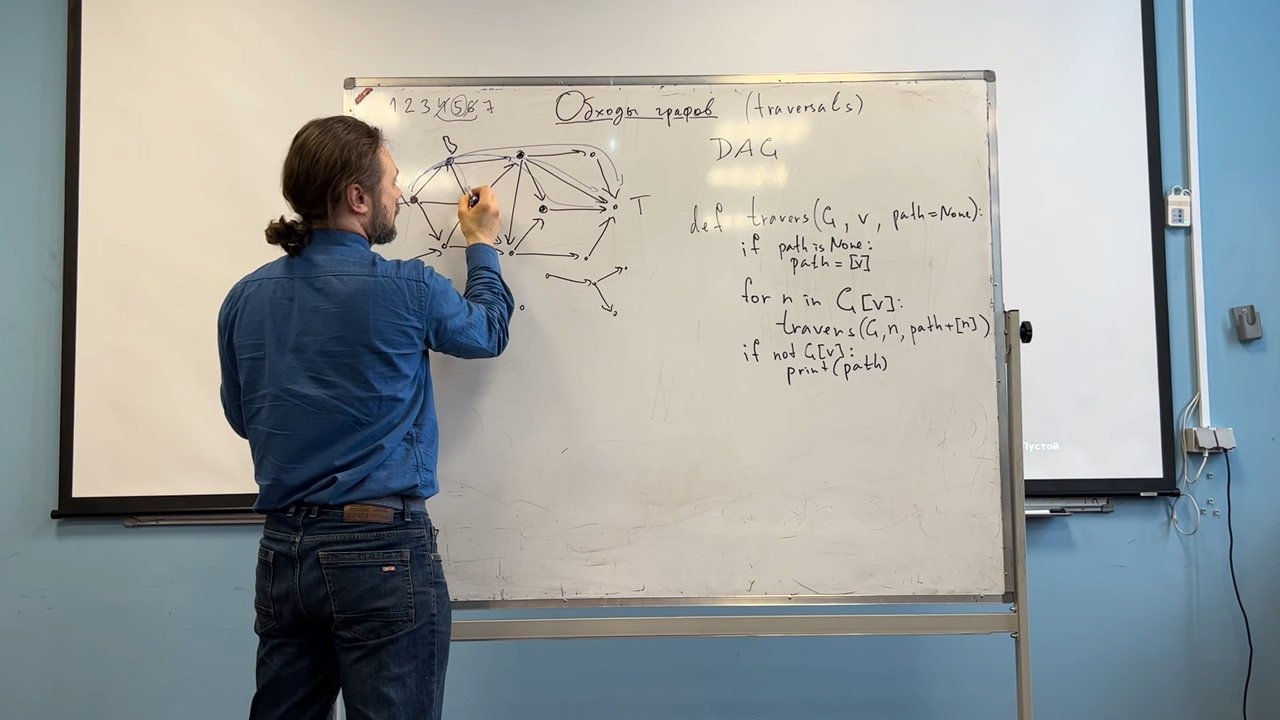 1 2 3 4 5 6 7
Обходы графов (traversals)
DAG
B
T
def travers(G, v, path=None):
if path is None:
path = [v]
for n in G[v]:
travers(G, n, path+[n])
if not G[v]:
print(path)
Пустой